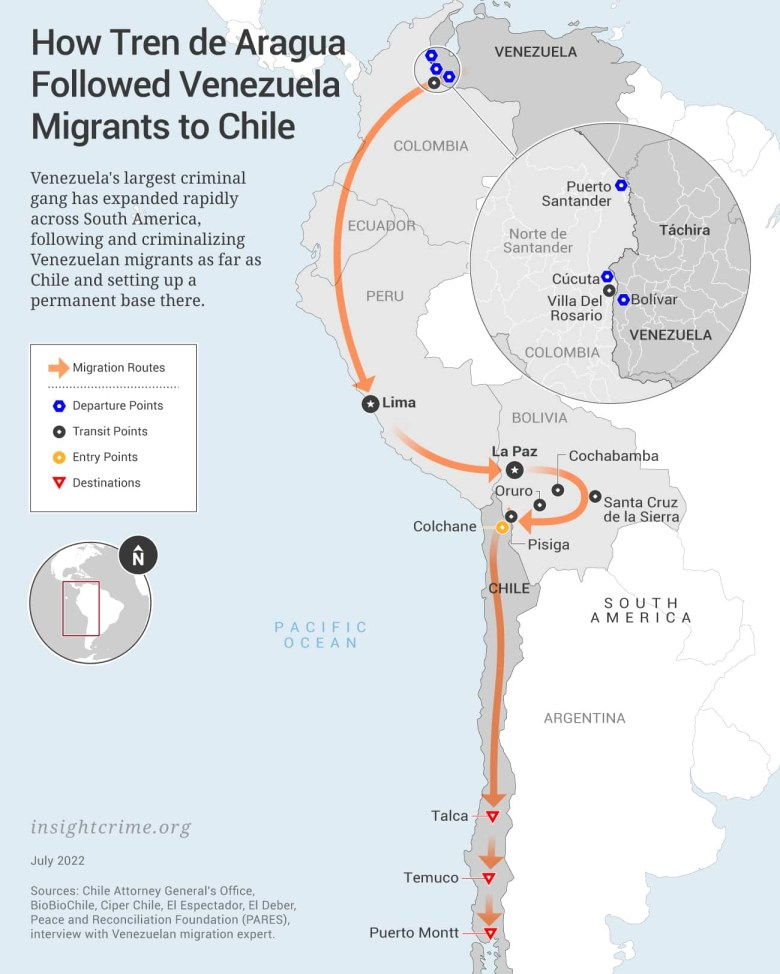 How Tren de Aragua
Followed Venezuela
Migrants to Chile
Venezuela's largest criminal
gang has expanded rapidly
across South America,
following and criminalizing
Venezuelan migrants as far as
Chile and setting up a
permanent base there.
Migration Routes
Departure Points
Transit Points
Entry Points
Destinations
N
VENEZUELA
COLOMBIA
ECUADOR
PERU
Puerto
Santander
Norte de
Santander
Táchira
Cúcuta
Villa Del
Rosario
Bolívar
VENEZUELA
COLOMBIA
Lima
BOLIVIA
La Paz
Cochabamba
Oruro
Santa Cruz
de la Sierra
Colchane
Pisiga
CHILE
PACIFIC
OCEAN
SOUTH
AMERICA
ARGENTINA
Talca
Temuco
Puerto Montt
insightcrime.org
July 2022
Sources: Chile Attorney General's Office,
BioBioChile, Ciper Chile, El Espectador, El Deber,
Peace and Reconciliation Foundation (PARES),
interview with Venezuelan migration expert.